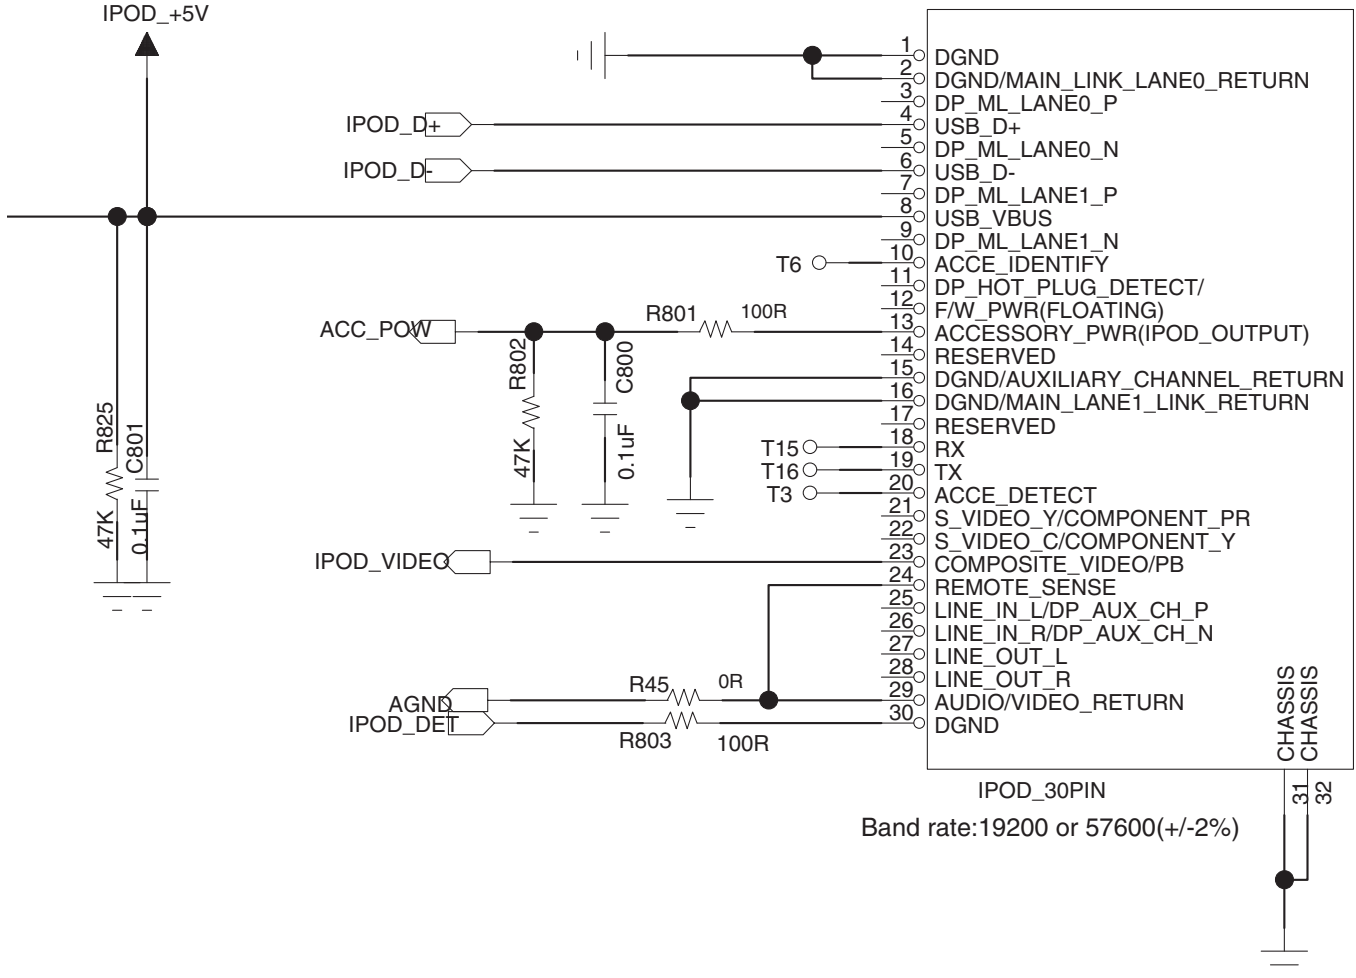 IPOD_+5V
1
DGND
2
DGND/MAIN_LINK_LANE0_RETURN
3
DP_ML_LANE0_P
IPOD_D+
4
USB_D+
5
DP_ML_LANE0_N
IPOD_D-
6
USB_D-
7
DP_ML_LANE1_P
8
USB_VBUS
9
DP_ML_LANE1_N
T6
10
ACCE_IDENTIFY
11
DP_HOT_PLUG_DETECT/
12
F/W_PWR(FLOATING)
ACC_POW
R801
100R
13
ACCESSORY_PWR(IPOD_OUTPUT)
14
RESERVED
R802
47K
C800
0.1uF
15
DGND/AUXILIARY_CHANNEL_RETURN
16
DGND/MAIN_LANE1_LINK_RETURN
17
RESERVED
R825
47K
C801
0.1uF
T15
18
RX
T16
19
TX
T3
20
ACCE_DETECT
21
S_VIDEO_Y/COMPONENT_PR
22
S_VIDEO_C/COMPONENT_Y
IPOD_VIDEO
23
COMPOSITE_VIDEO/PB
24
REMOTE_SENSE
25
LINE_IN_L/DP_AUX_CH_P
26
LINE_IN_R/DP_AUX_CH_N
27
LINE_OUT_L
28
LINE_OUT_R
AGND
R45
0R
29
AUDIO/VIDEO_RETURN
IPOD_DET
R803
100R
30
DGND
CHASSIS
CHASSIS
31
32
IPOD_30PIN
Band rate:19200 or 57600(+/-2%)